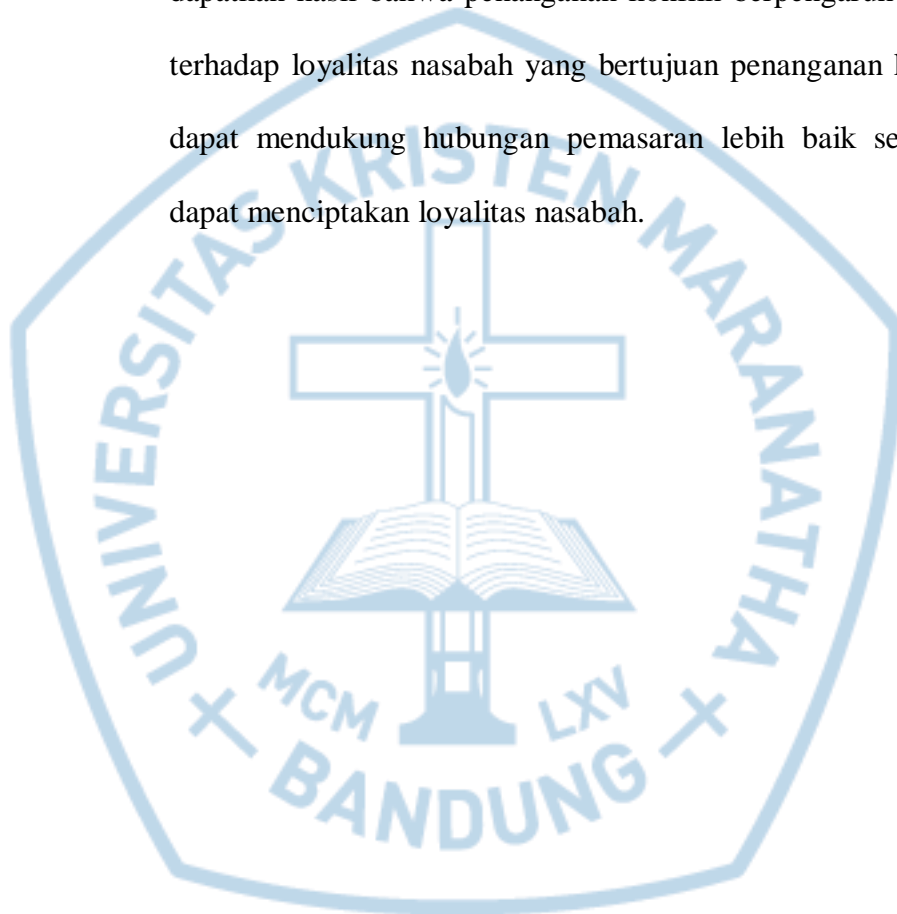 terhadap loyalitas nasabah yang bertujuan penanganan
dapat mendukung hubungan pemasaran lebih baik se
dapat menciptakan loyalitas nasabah.
UNIVERSITAS KRISTEN MARANATHA
MCM LXV
BANDUNG